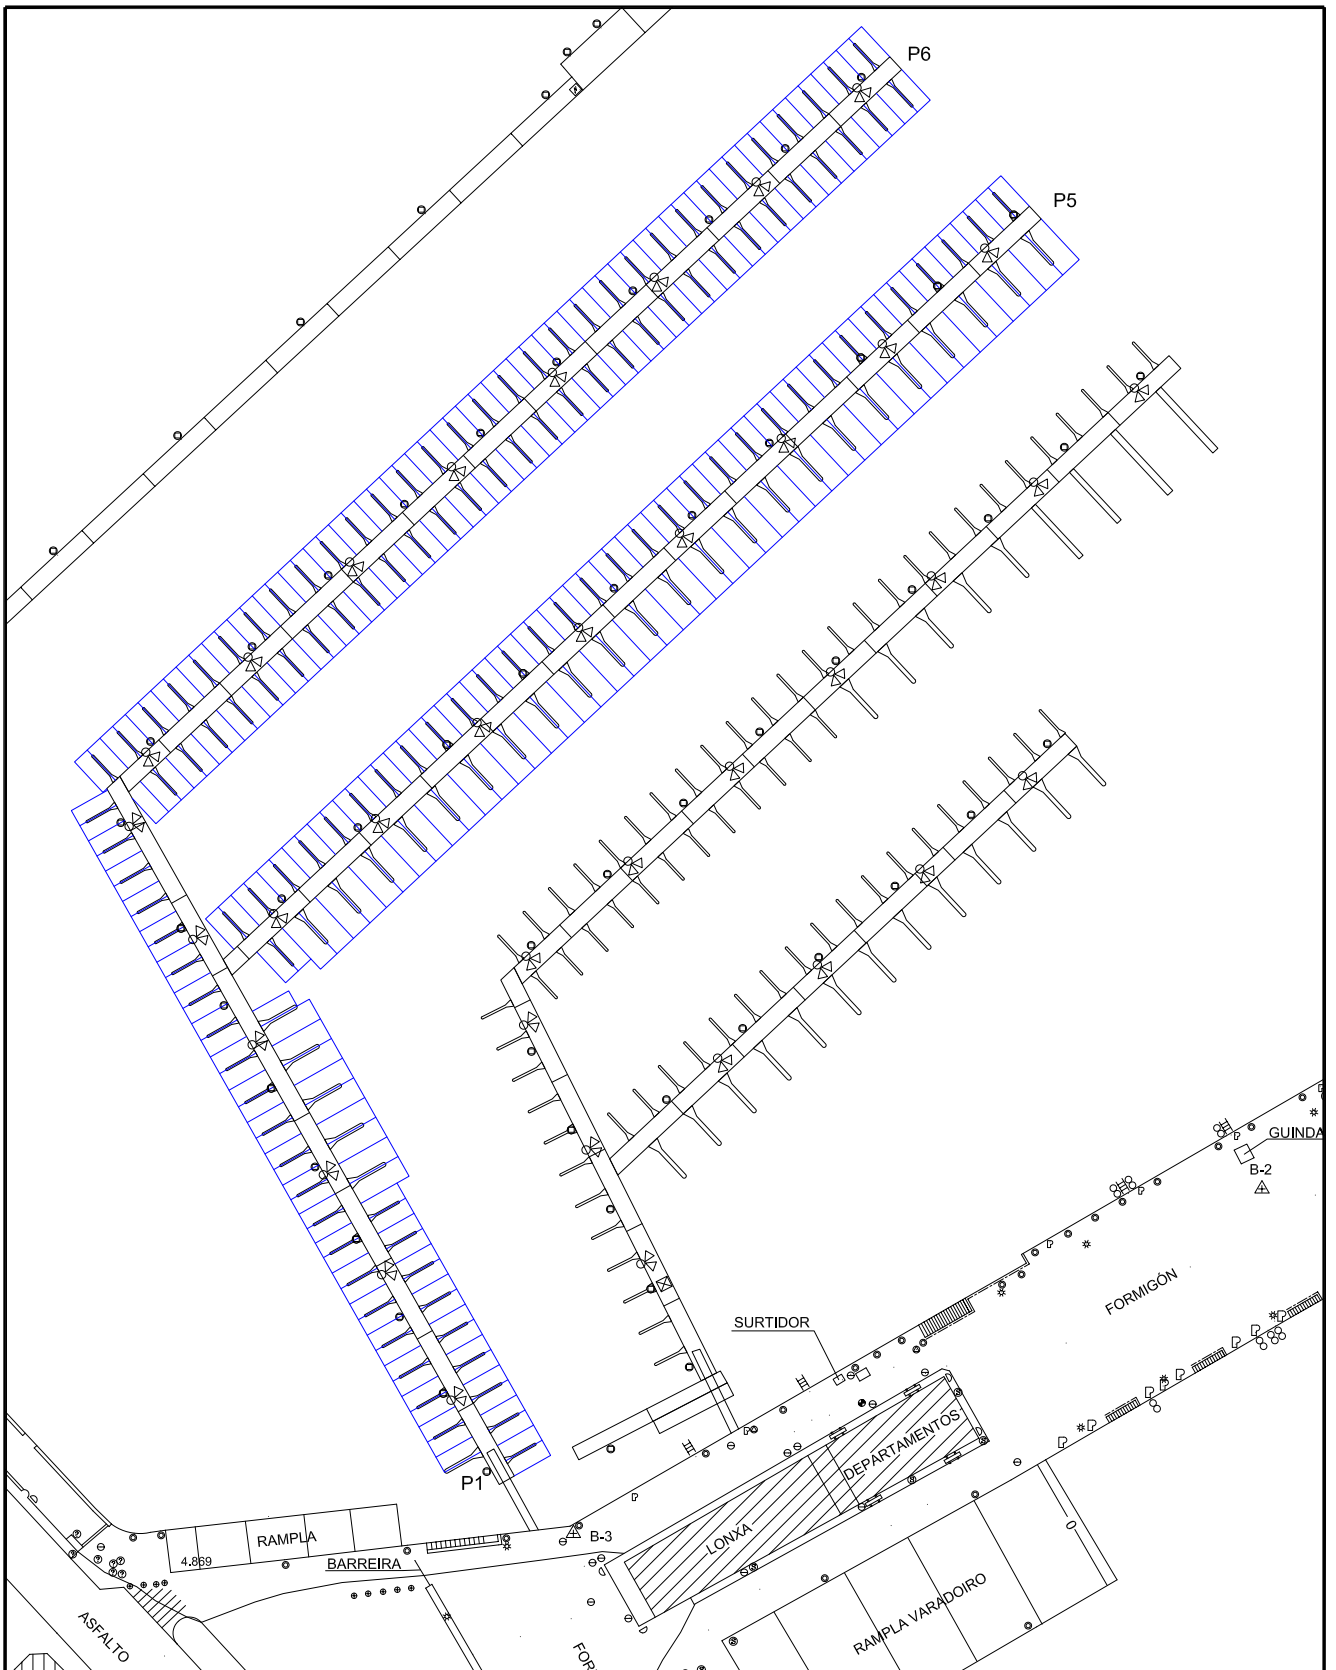 P6
P5
GUINDA
B-2
FORMIGÓN
SURTIDOR
DEPARTAMENTOS
P1
LONXA
B-3
RAMPLA
4.869
BARREIRA
RAMPLA VARADOIRO
ASFALTO
FOR